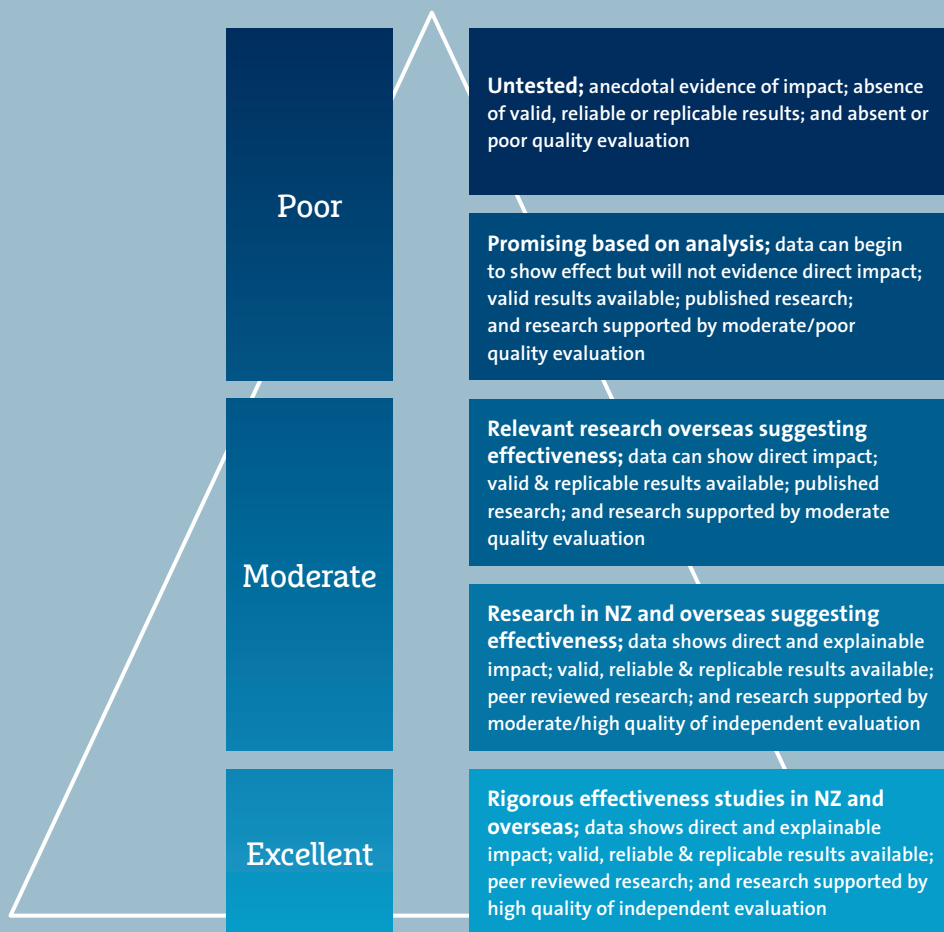 Poor
Untested; anecdotal evidence of impact; absence
of valid, reliable or replicable results; and absent or
poor quality evaluation
Promising based on analysis; data can begin
to show effect but will not evidence direct impact;
valid results available; published research;
and research supported by moderate/poor
quality evaluation
Moderate
Relevant research overseas suggesting
effectiveness; data can show direct impact;
valid & replicable results available; published
research; and research supported by moderate
quality evaluation
Research in NZ and overseas suggesting
effectiveness; data shows direct and explainable
impact; valid, reliable & replicable results available;
peer reviewed research; and research supported by
moderate/high quality of independent evaluation
Excellent
Rigorous effectiveness studies in NZ and
overseas; data shows direct and explainable
impact; valid, reliable & replicable results available;
peer reviewed research; and research supported by
high quality of independent evaluation